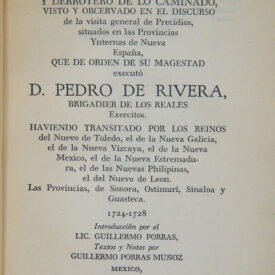 Y DERROTERO DE LO CAMINADO,
VISTO Y OBCERVADO EN EL DISCURSO
de la visita general de Precidios,
situados en las Provincias
Ynternas de Nueva
España,
QUE DE ORDEN DE SU MAGESTAD
executó
D. PEDRO DE RIVERA,
BRIGADIER DE LOS REALES
Exercitos.
HAVIENDO TRANSITADO POR LOS REINOS
del Nuevo de Toledo, el de la Nueva Galicia,
el de la Nueva Vizcaya, el de la Nueva
Mexico, el de la Nueva Estremadu-
ra, el de las Nuevas Philipinas,
el del Nuevo de Leon.
Las Provincias, de Sonora, Ostimuri, Sinaloa y
Guasteca.
1724-1728
Introducción por el
LIC. GUILLERMO PORRAS,
Textos y Notas por
GUILLERMO PORRAS MUÑOZ
MEXICO,